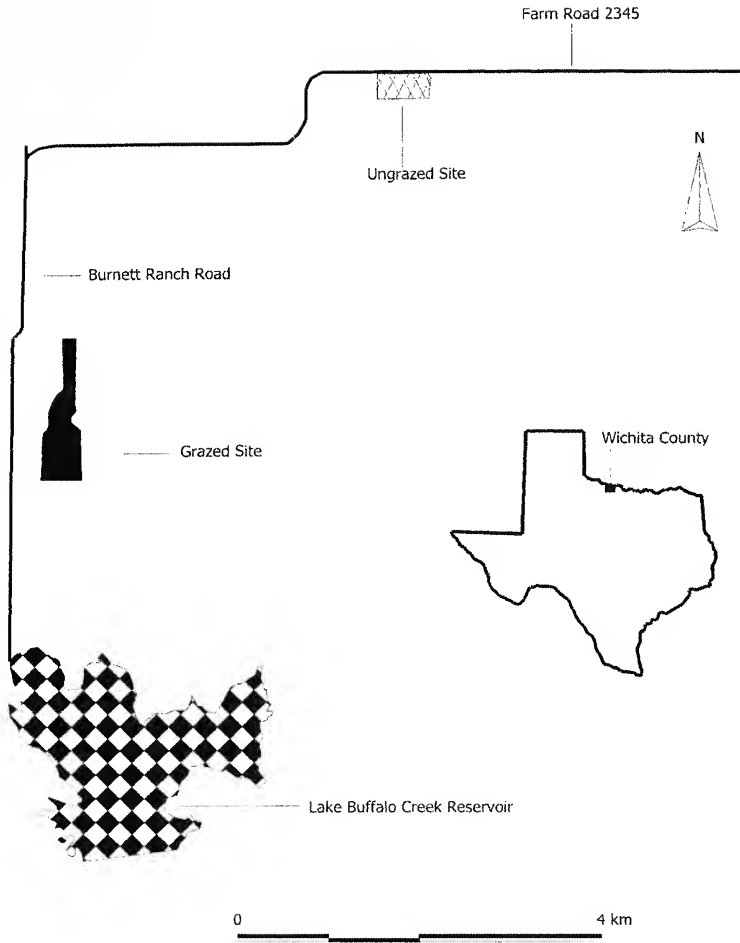 Farm Road 2345
N
Ungrazed Site
Burnett Ranch Road
Wichita County
Grazed Site
Lake Buffalo Creek Reservoir
0 4 km